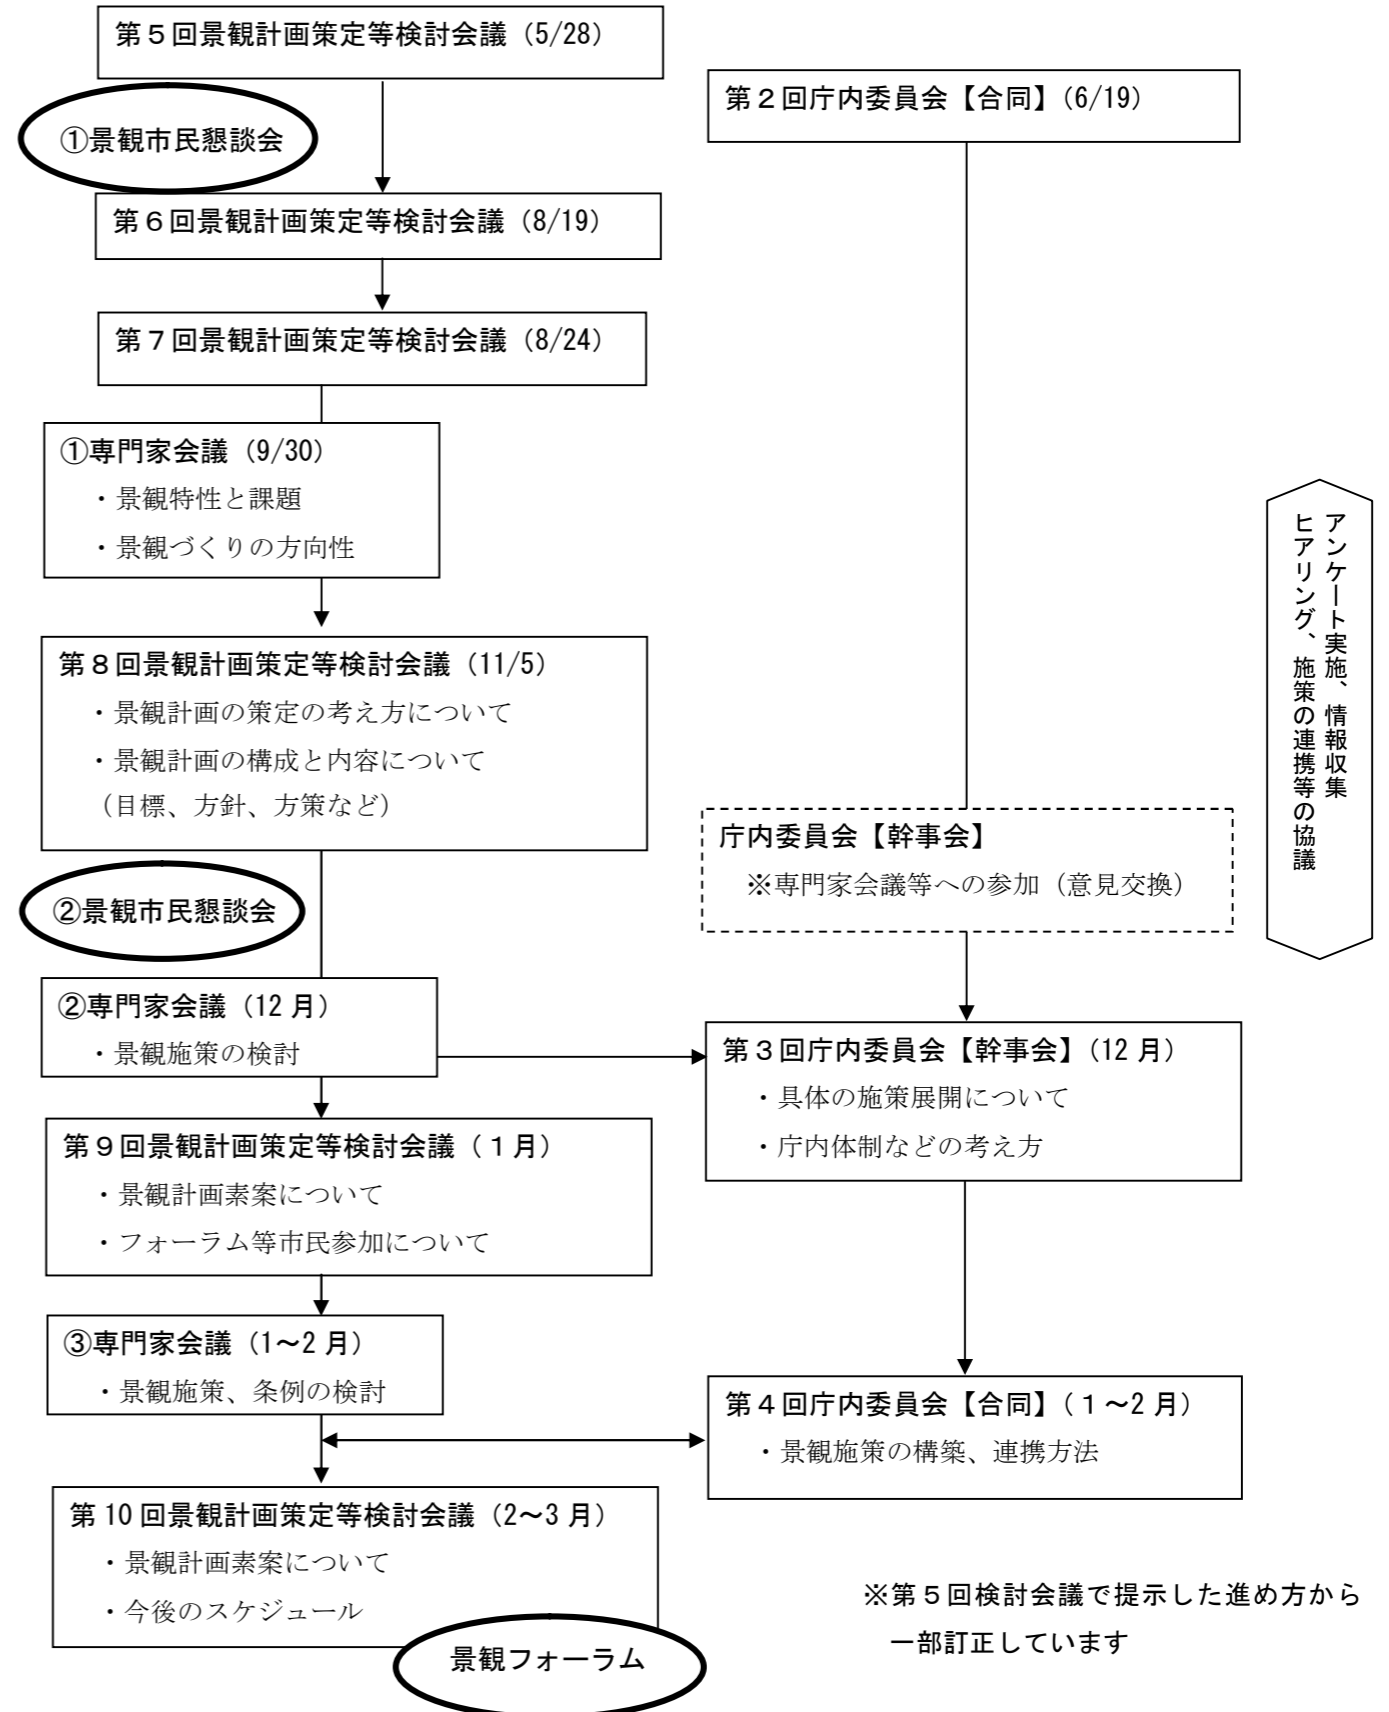 第５回景観計画策定等検討会議（5/28）
第２回庁内委員会【合同】（6/19）
①景観市民懇談会
第６回景観計画策定等検討会議（8/19）
第７回景観計画策定等検討会議（8/24）
①専門家会議（9/30）
・景観特性と課題
・景観づくりの方向性
アンケート実施、情報収集
ヒアリング、施策の連携等の協議
第８回景観計画策定等検討会議（11/5）
・景観計画の策定の考え方について
・景観計画の構成と内容について
（目標、方針、方策など）
庁内委員会【幹事会】
※専門家会議等への参加（意見交換）
②景観市民懇談会
②専門家会議（12 月）
・景観施策の検討
第３回庁内委員会【幹事会】（12 月）
・具体の施策展開について
・庁内体制などの考え方
第９回景観計画策定等検討会議（１月）
・景観計画素案について
・フォーラム等市民参加について
③専門家会議（1～2 月）
・景観施策、条例の検討
第４回庁内委員会【合同】（１～2 月）
・景観施策の構築、連携方法
第 10 回景観計画策定等検討会議（2～3 月）
・景観計画素案について
・今後のスケジュール
景観フォーラム
※第５回検討会議で提示した進め方から
一部訂正しています